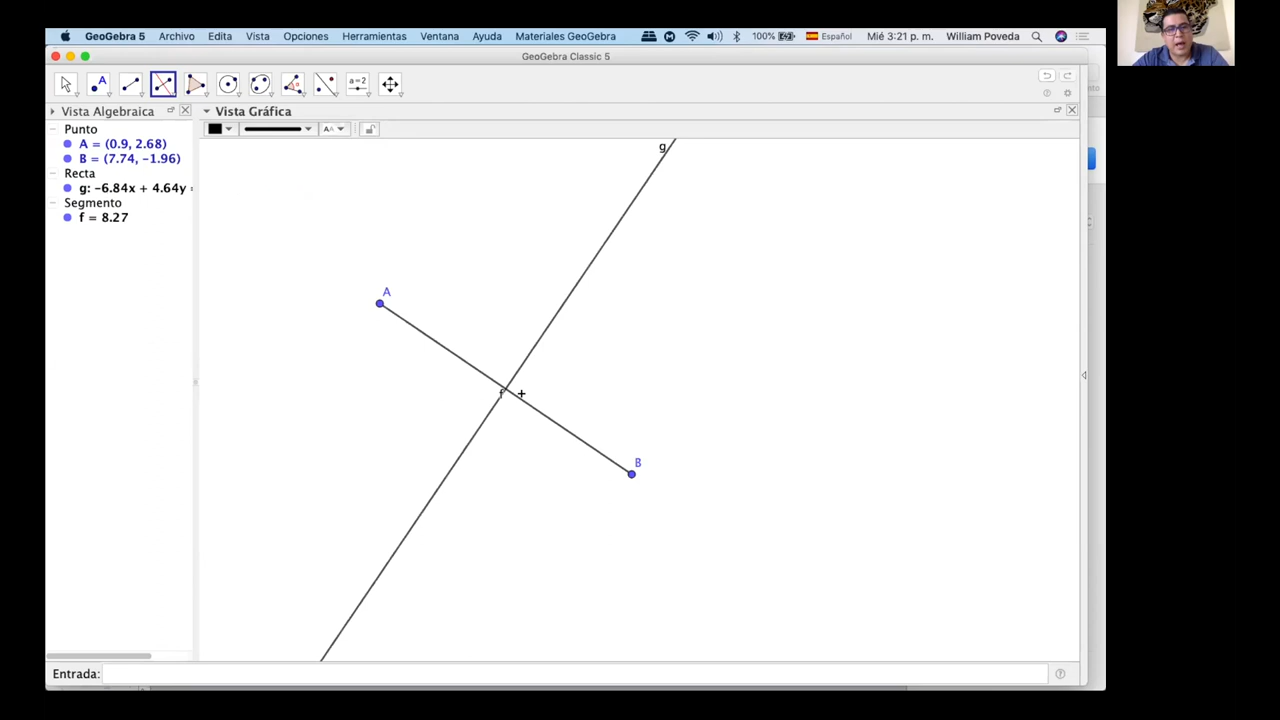 GeoGebra 5 Archivo Edita Vista Opciones Herramientas Ventana Ayuda Materiales GeoGebra 100% Español Mié 3:21 p. m. William Poveda
GeoGebra Classic 5
A
a=2
Vista Algebraica
Vista Gráfica
AA
Punto
A = (0.9, 2.68)
B = (7.74, −1.96)
Recta
g: −6.84x + 4.64y =
Segmento
f = 8.27
g
A
f
B
Entrada: